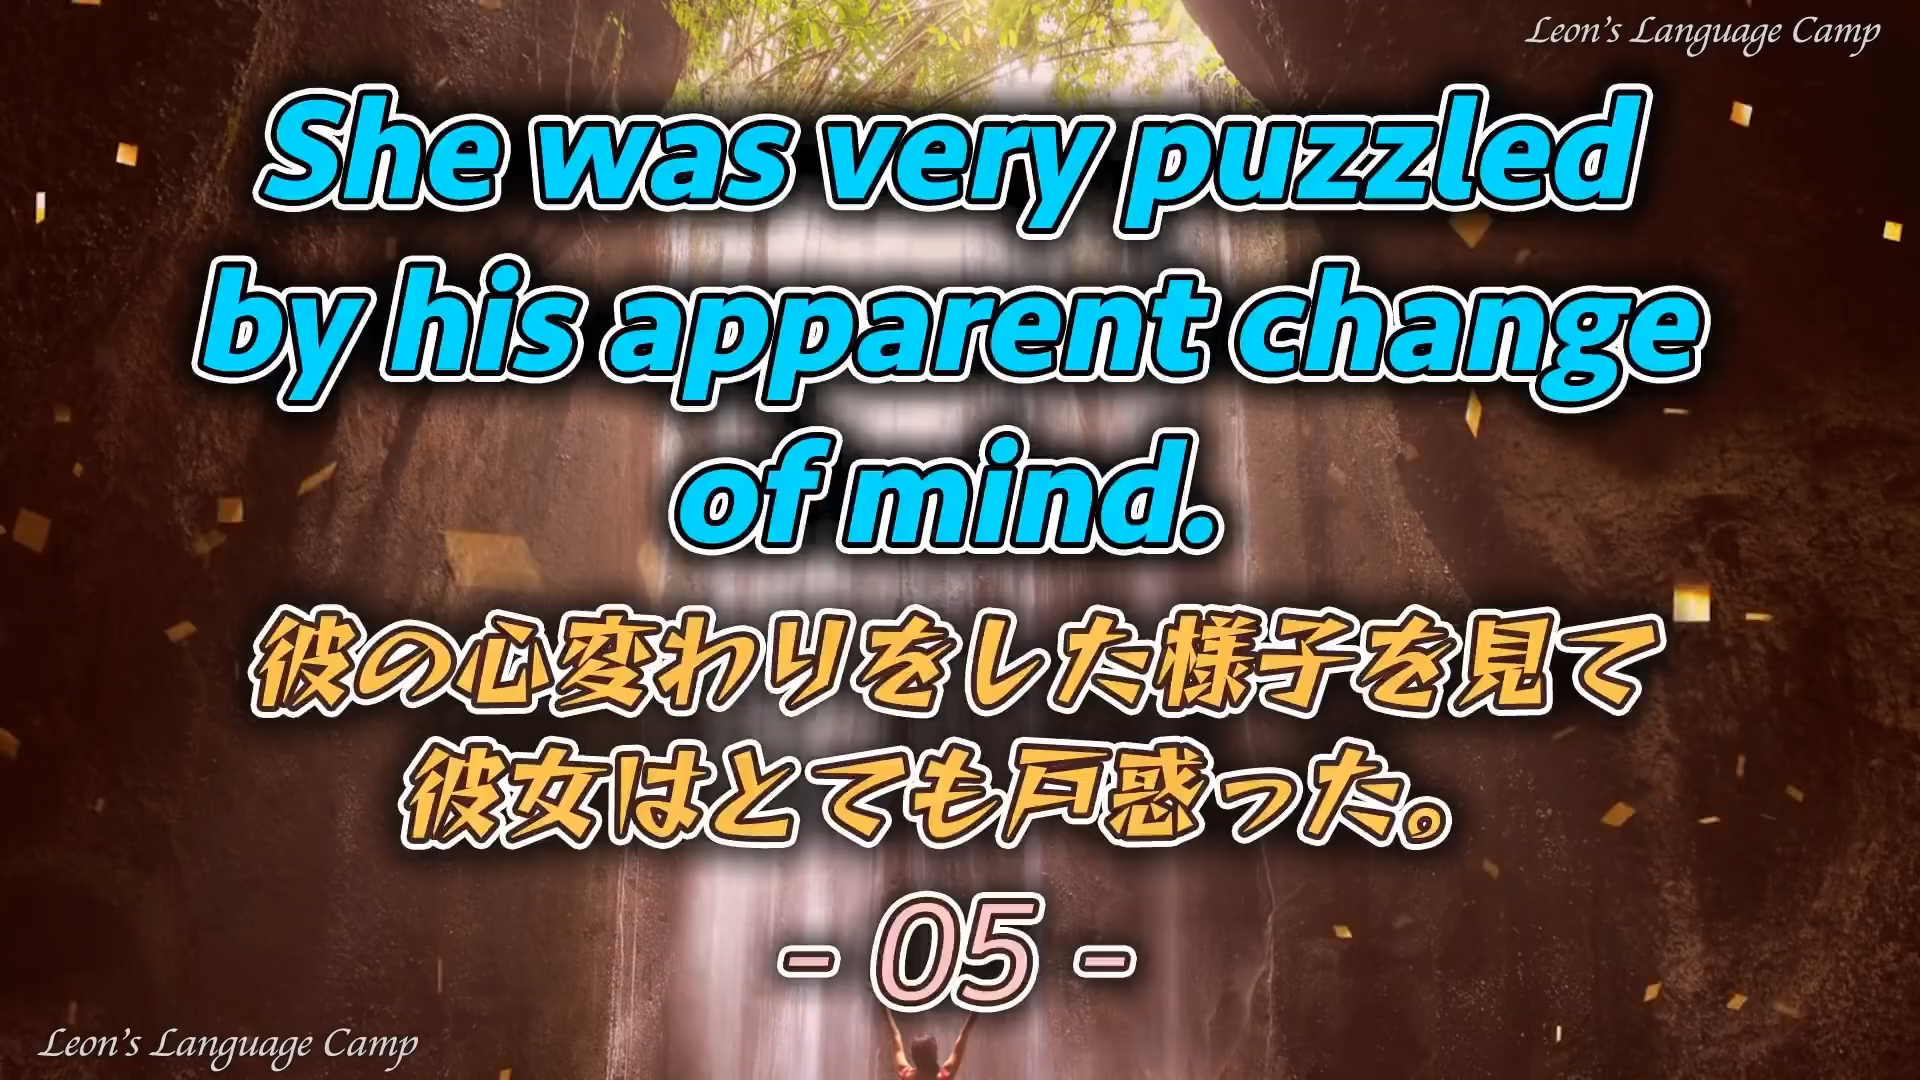 Leon's Language Camp
She was very puzzled
by his apparent change
of mind.
彼の心変わりをした様子を見て
彼女はとても戸惑った。
- 05 -
Leon's Language Camp